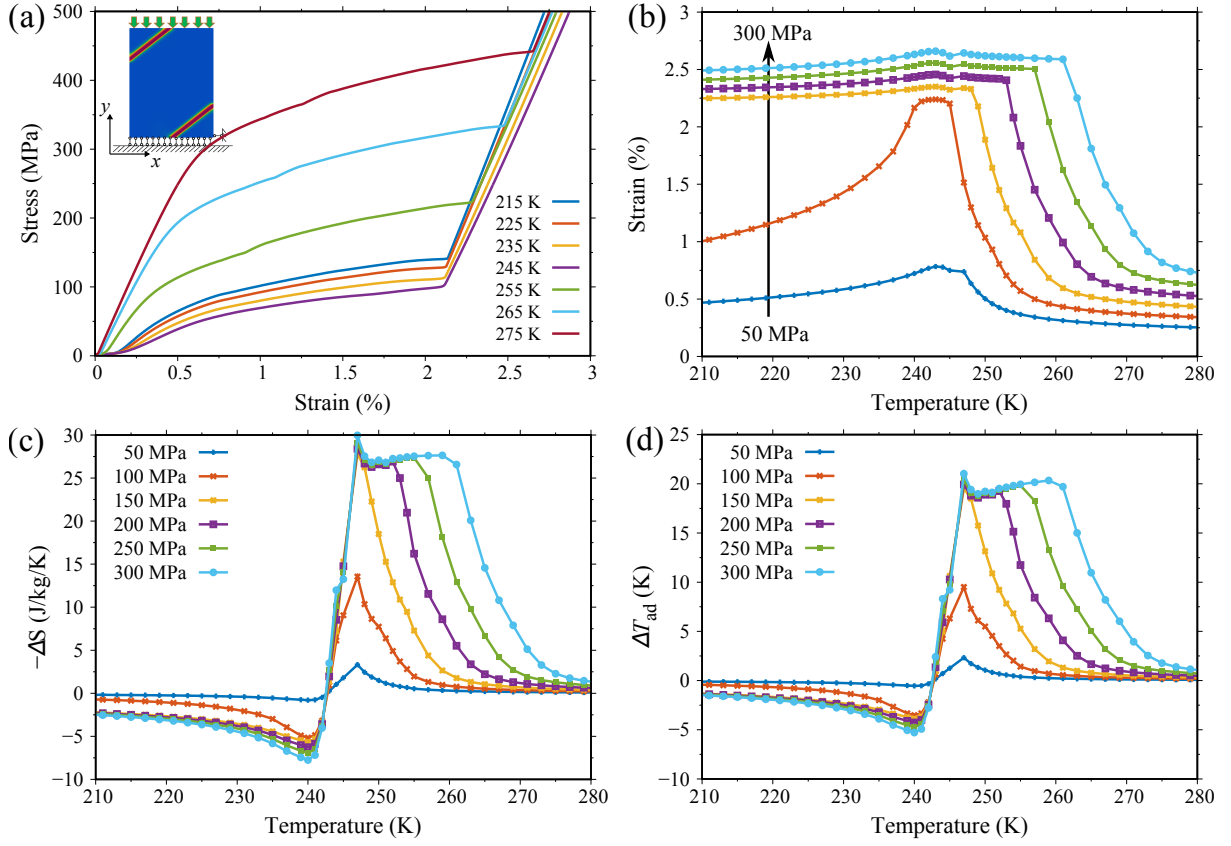 (a)
500
400
300
200
100
0
Stress (MPa)
y
x
215 K
225 K
235 K
245 K
255 K
265 K
275 K
0 0.5 1 1.5 2 2.5 3
Strain (%)
(b)
3
2.5
2
1.5
1
0.5
0
Strain (%)
300 MPa
50 MPa
210 220 230 240 250 260 270 280
Temperature (K)
(c)
30
25
20
15
10
5
0
−5
−10
−ΔS (J/kg/K)
50 MPa
100 MPa
150 MPa
200 MPa
250 MPa
300 MPa
210 220 230 240 250 260 270 280
Temperature (K)
(d)
25
20
15
10
5
0
−5
−10
ΔTad (K)
50 MPa
100 MPa
150 MPa
200 MPa
250 MPa
300 MPa
210 220 230 240 250 260 270 280
Temperature (K)